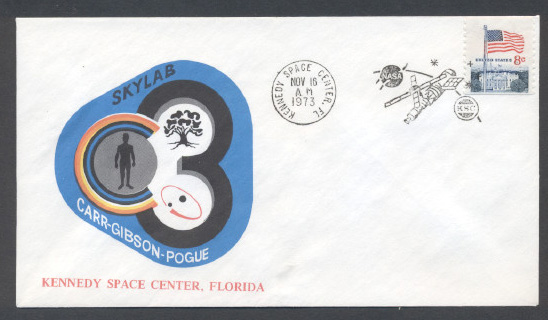 SKYLAB
CARR-GIBSON-POGUE
KENNEDY SPACE CENTER, FLORIDA
KENNEDY SPACE CENTER, FL
NOV 16
A M
1973
NASA
UNITED STATES 8c
KSC